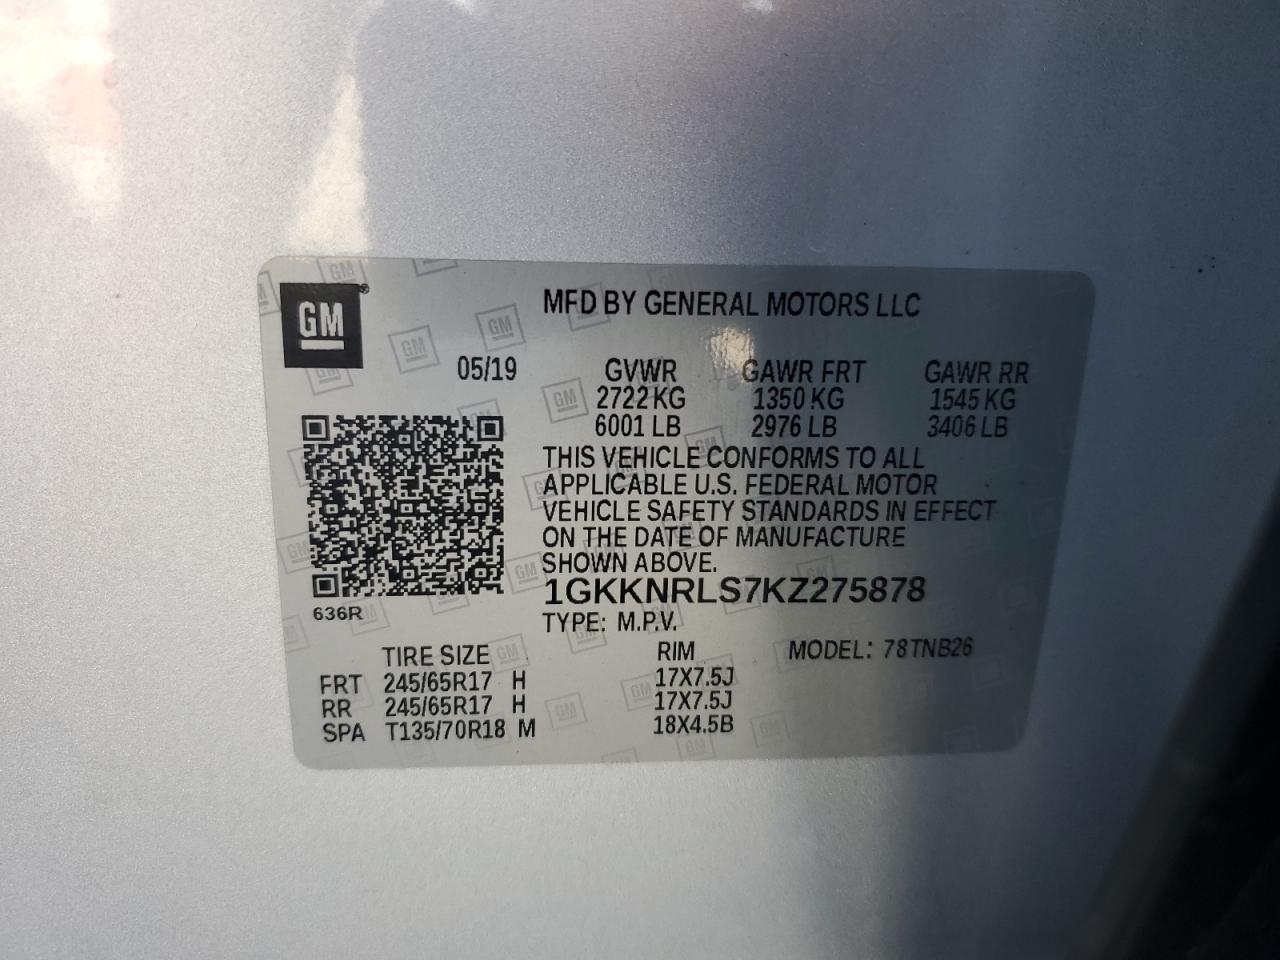 GM
MFD BY GENERAL MOTORS LLC
05/19 GVWR GAWR FRT GAWR RR
2722 KG 1350 KG 1545 KG
6001 LB 2976 LB 3406 LB
THIS VEHICLE CONFORMS TO ALL
APPLICABLE U.S. FEDERAL MOTOR
VEHICLE SAFETY STANDARDS IN EFFECT
ON THE DATE OF MANUFACTURE
SHOWN ABOVE.
1GKKNRLS7KZ275878
636R
TYPE: M.P.V.
TIRE SIZE RIM MODEL: 78TNB26
FRT 245/65R17 H 17X7.5J
RR 245/65R17 H 17X7.5J
SPA T135/70R18 M 18X4.5B